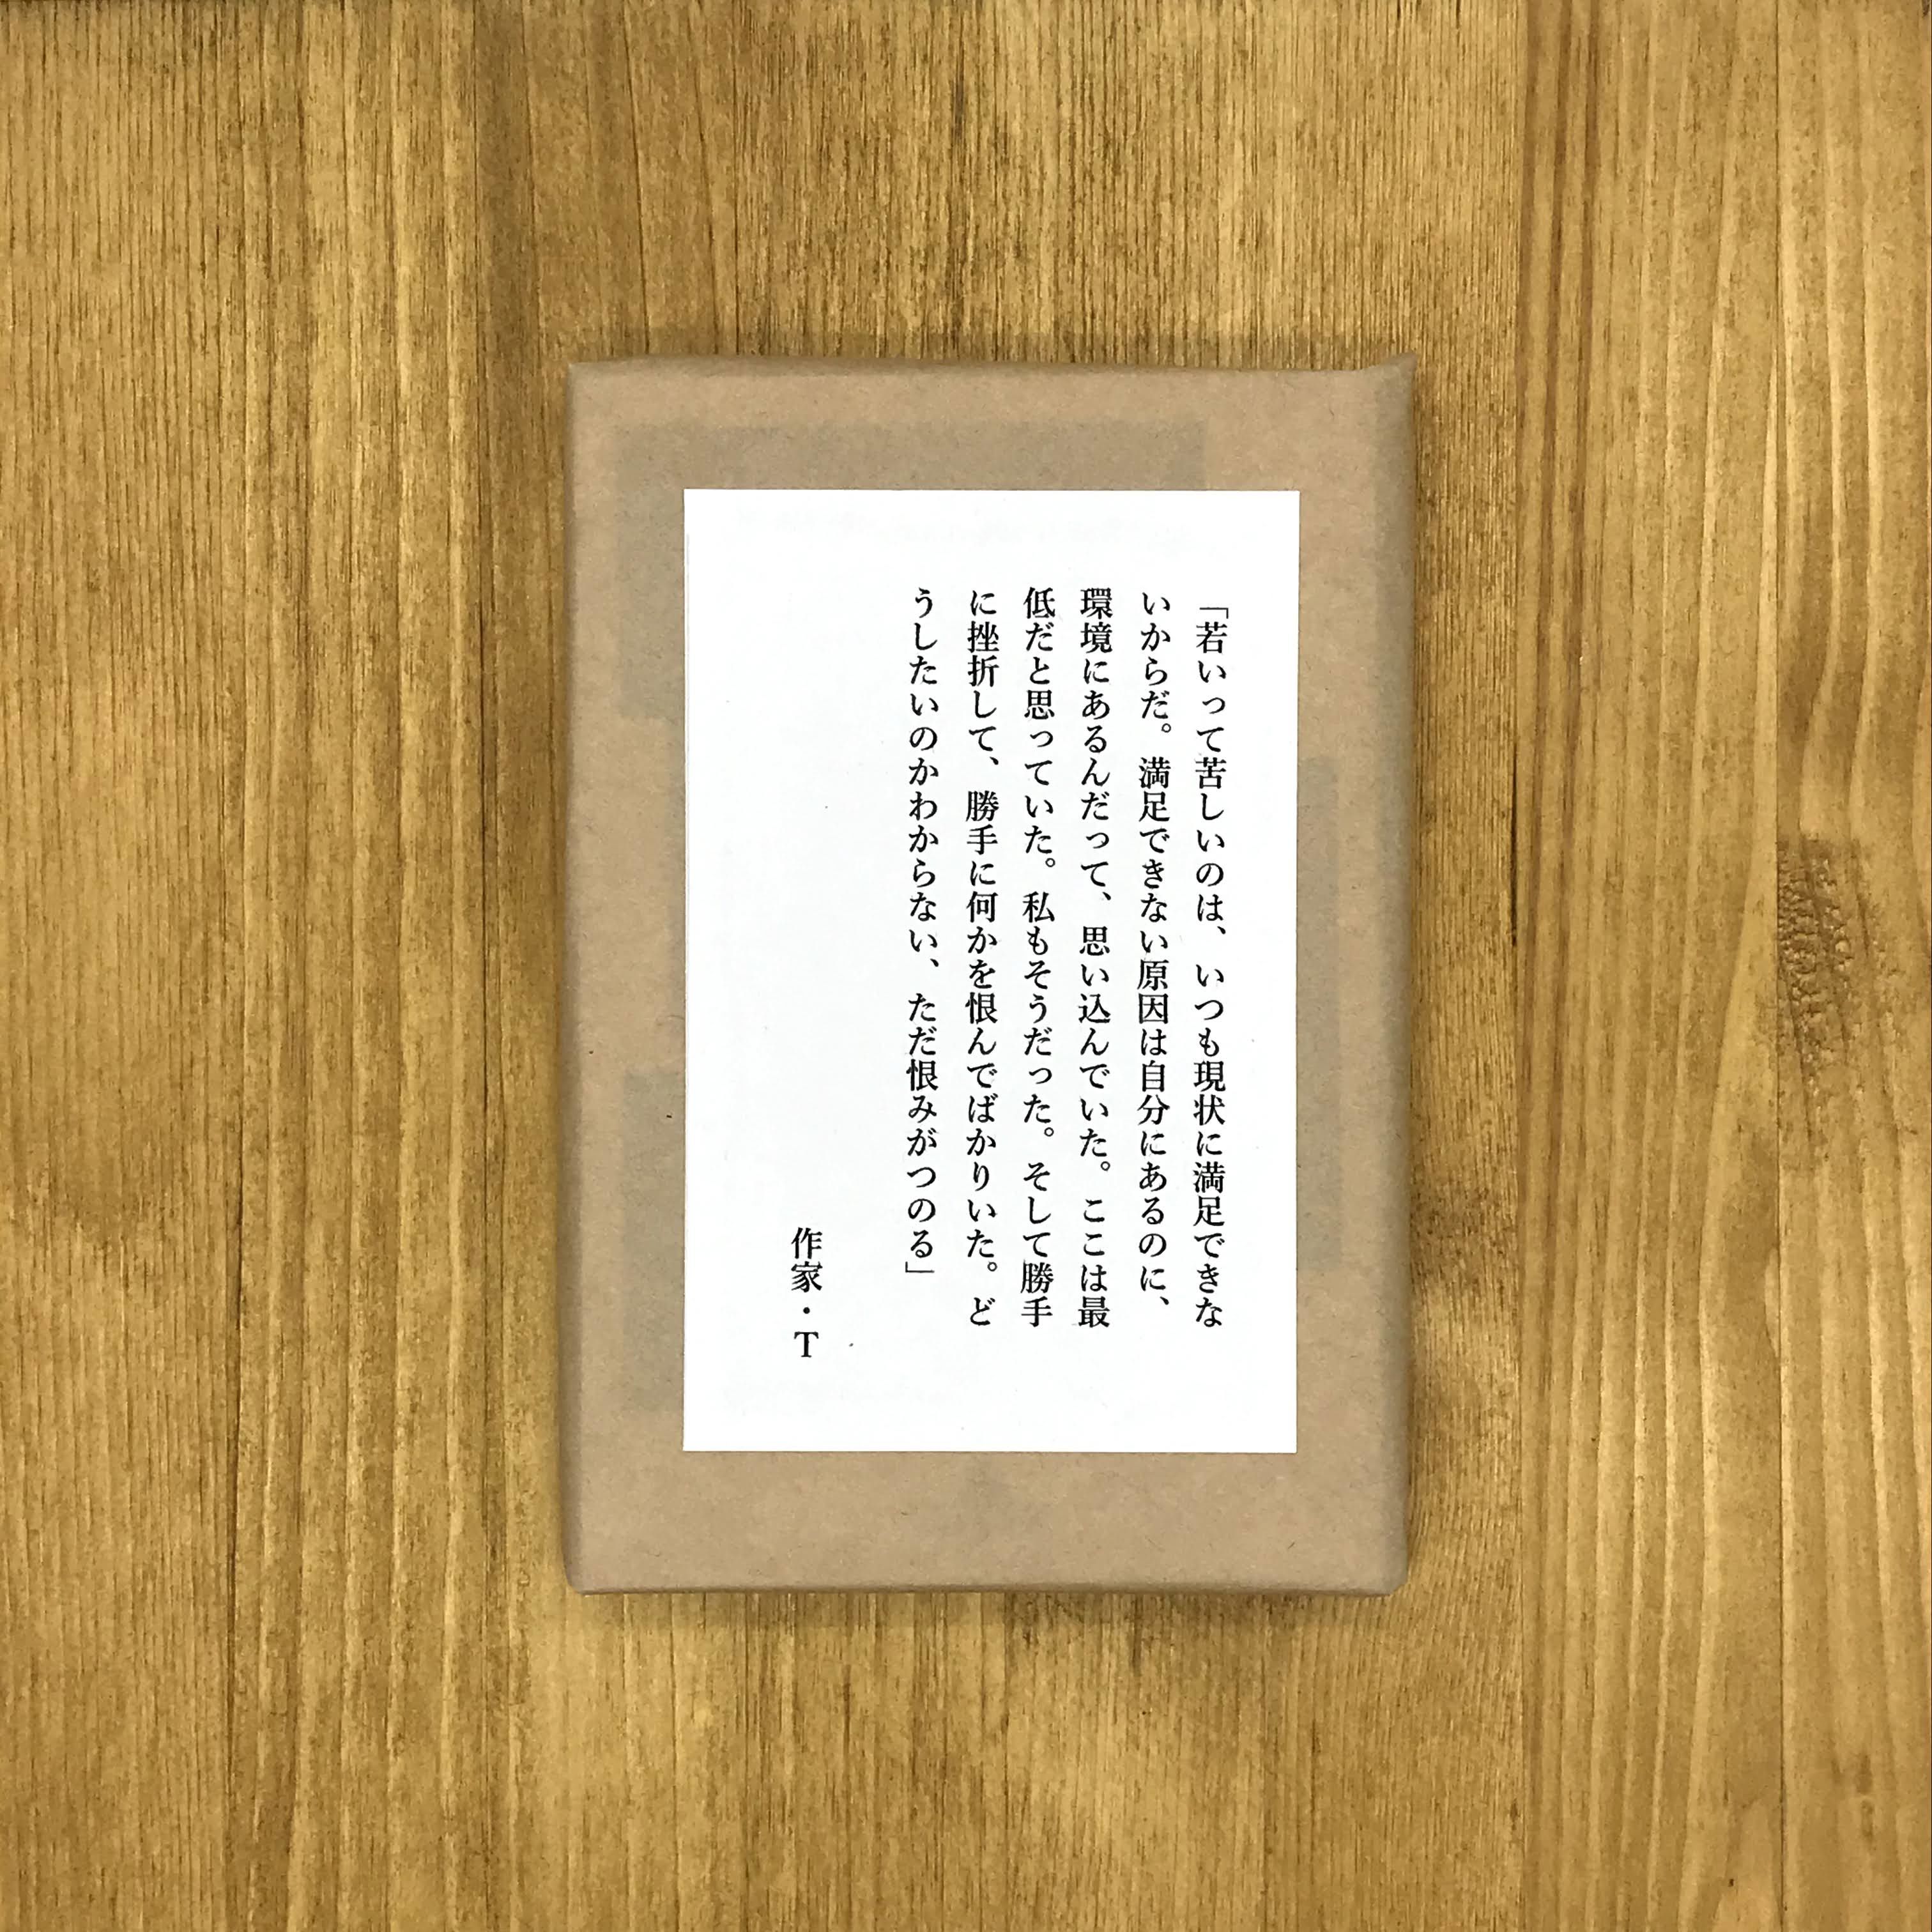 「若いって苦しいのは、いつも現状に満足できな
いからだ。満足できない原因は自分にあるのに、
環境にあるんだって、思い込んでいた。ここは最
低だと思っていた。私もそうだった。そして勝手
に挫折して、勝手に何かを恨んでばかりいた。ど
うしたいのかわからない、ただ恨みがつのる」
作家・T